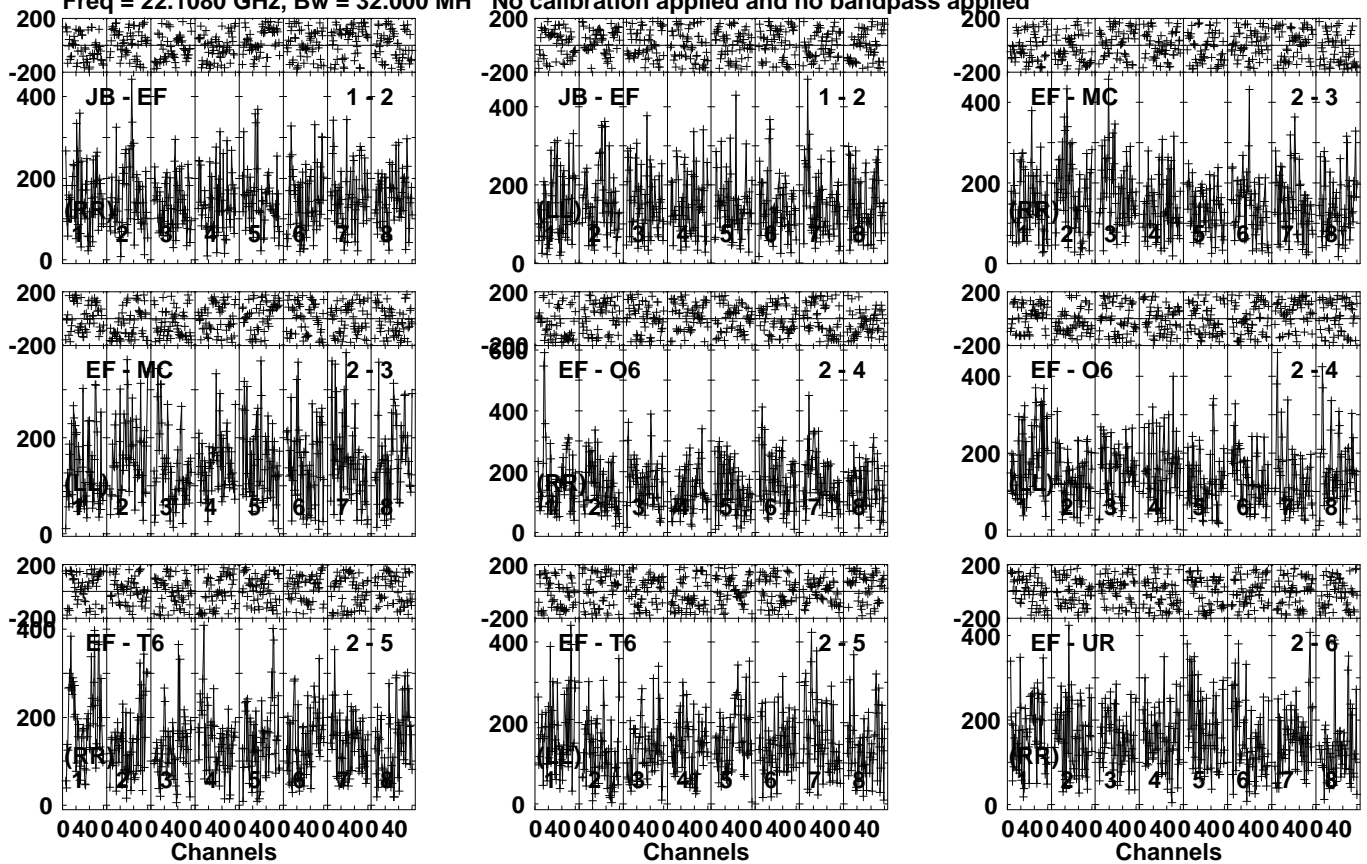 Freq = 22.1080 GHz, Bw = 32.000 MH No calibration applied and no bandpass applied
200 200 200
-200 -200 -200
JB - EF 1 - 2 JB - EF 1 - 2 EF - MC 2 - 3
400 400 400
200 200 200
(RR) (LL) (RR)
1 2 3 4 5 6 7 8 1 2 3 4 5 6 7 8 1 2 3 4 5 6 7 8
0 0 0
200 200 200
-200 -200 -200
600
EF - MC 2 - 3 EF - O6 2 - 4 EF - O6 2 - 4
400 400
200 200 200
(LL) (RR) (LL)
1 2 3 4 5 6 7 8 1 2 3 4 5 6 7 8 1 2 3 4 5 6 7 8
0 0 0
200 200 200
-200 -200 -200
400
EF - T6 2 - 5 EF - T6 2 - 5 EF - UR 2 - 6
400 400
200 200 200
(RR) (LL) (RR)
1 2 3 4 5 6 7 8 1 2 3 4 5 6 7 8 1 2 3 4 5 6 7 8
0 0 0
0 40 0 40 0 40 0 40 0 40 0 40 0 40 0 40 0 40 0 40 0 40 0 40 0 40 0 40 0 40 0 40 0 40 0 40 0 40 0 40 0 40 0 40 0 40 0 40
Channels Channels Channels